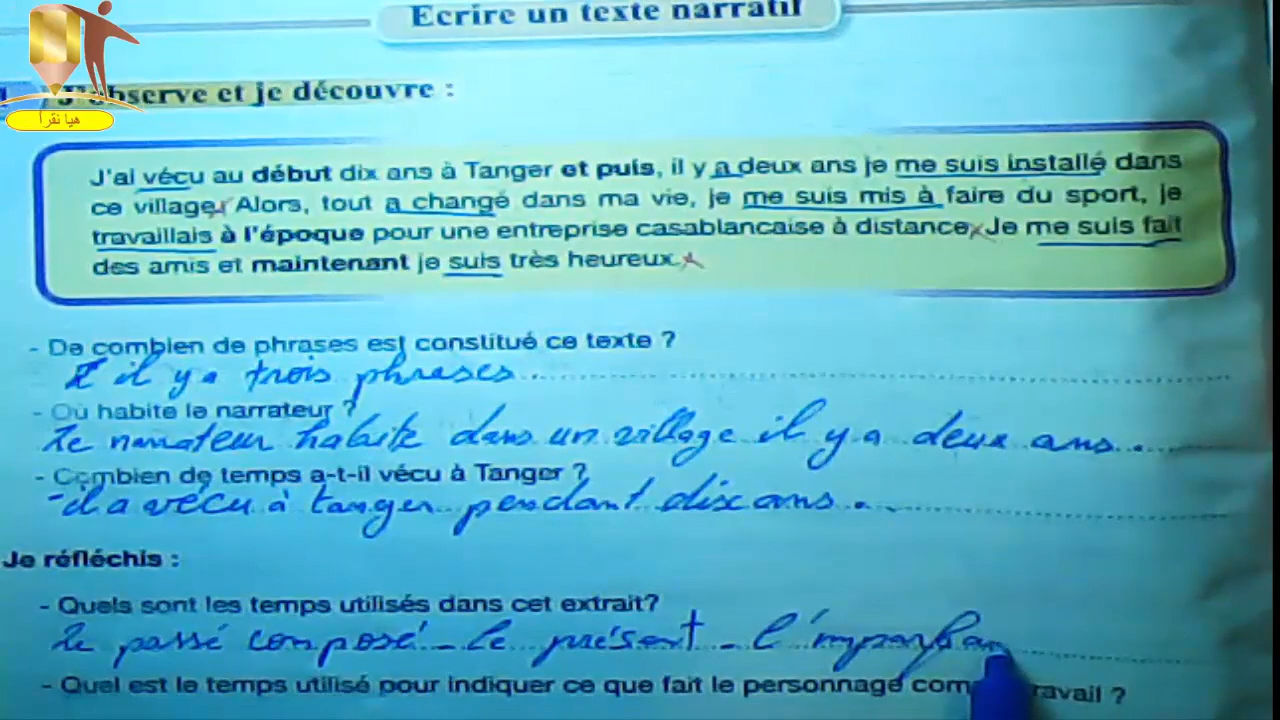 Ecrire un texte narratif
J'observe et je découvre :
هيا نقرأ
J'ai vécu au début dix ans à Tanger et puis, il y a deux ans je me suis installé dans
ce village. Alors, tout a changé dans ma vie, je me suis mis à faire du sport, je
travaillais à l'époque pour une entreprise casablancaise à distance. Je me suis fait
des amis et maintenant je suis très heureux.
- De combien de phrases est constitué ce texte ?
il y a trois phrases
- Où habite le narrateur ?
Le narrateur habite dans un village il y a deux ans.
- Combien de temps a-t-il vécu à Tanger ?
- il a vécu à tanger pendant dix ans.
Je réfléchis :
- Quels sont les temps utilisés dans cet extrait?
Le passé composé - le présent - l'imparfai
- Quel est le temps utilisé pour indiquer ce que fait le personnage com ravail ?